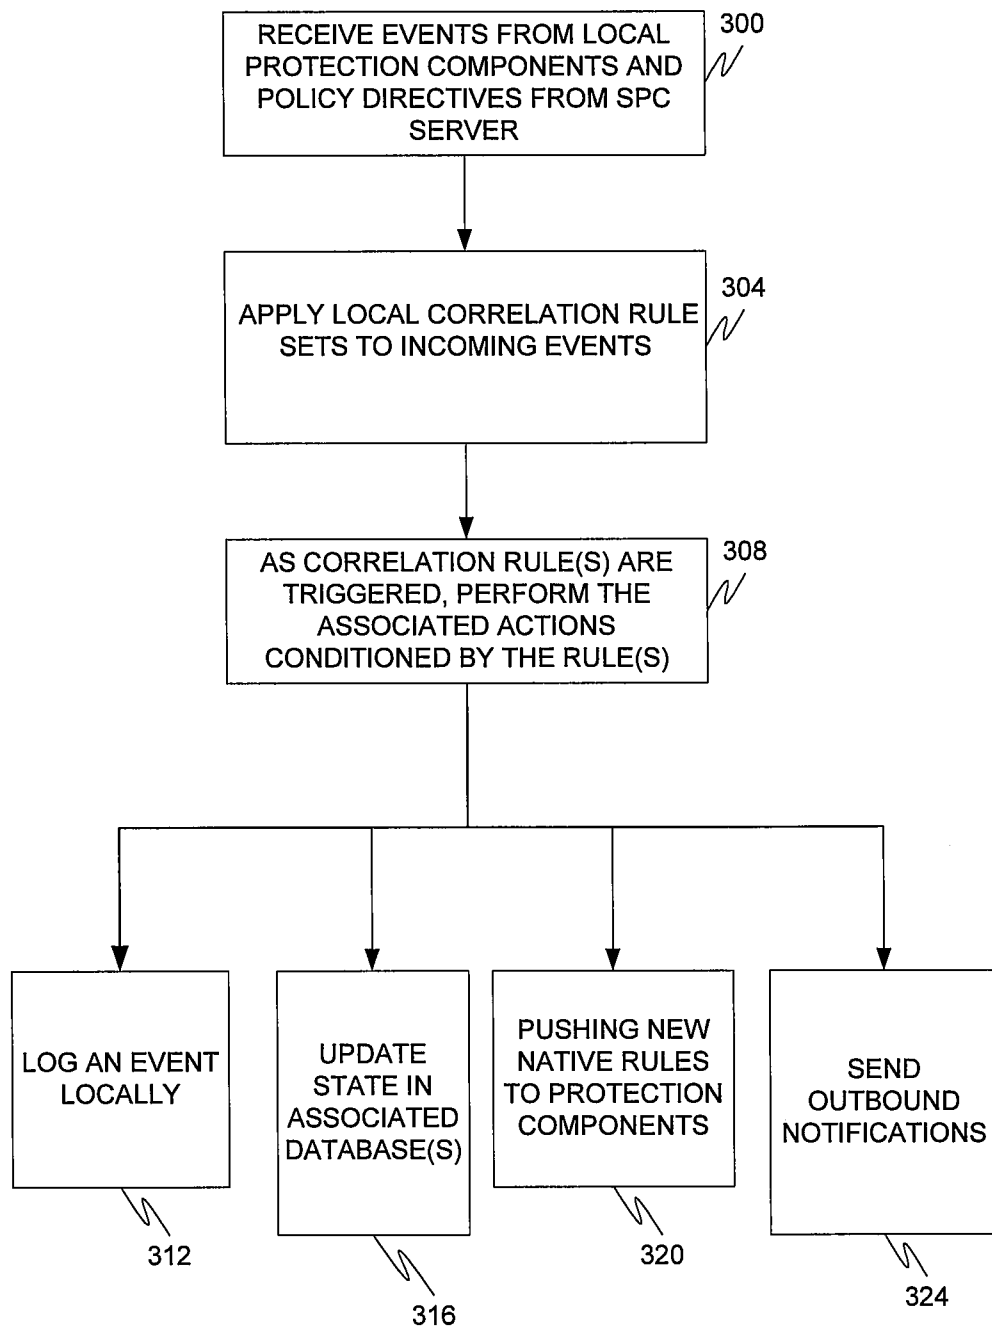 RECEIVE EVENTS FROM LOCAL
PROTECTION COMPONENTS AND
POLICY DIRECTIVES FROM SPC
SERVER
300
APPLY LOCAL CORRELATION RULE
SETS TO INCOMING EVENTS
304
AS CORRELATION RULE(S) ARE
TRIGGERED, PERFORM THE
ASSOCIATED ACTIONS
CONDITIONED BY THE RULE(S)
308
LOG AN EVENT
LOCALLY
312
UPDATE
STATE IN
ASSOCIATED
DATABASE(S)
316
PUSHING NEW
NATIVE RULES
TO PROTECTION
COMPONENTS
320
SEND
OUTBOUND
NOTIFICATIONS
324